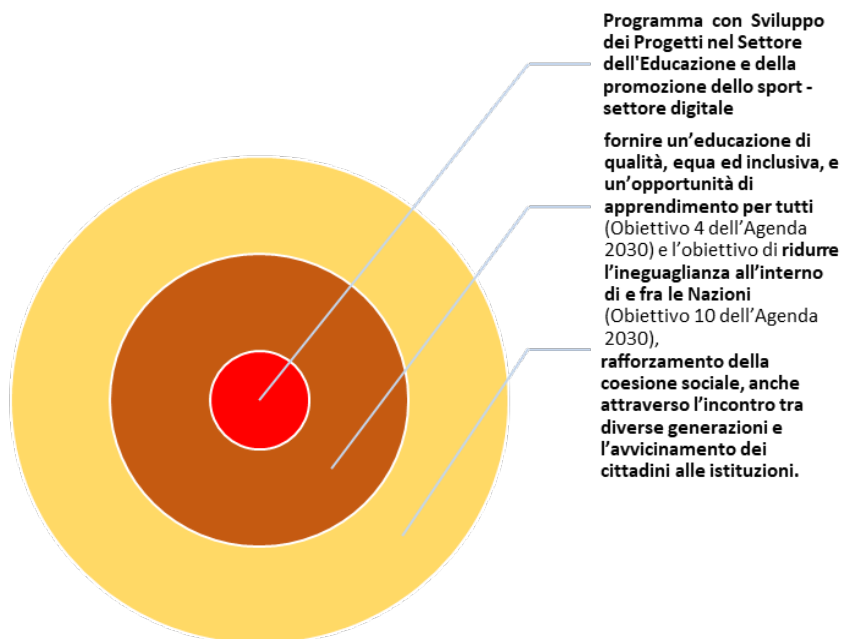 Programma con Sviluppo
dei Progetti nel Settore
dell'Educazione e della
promozione dello sport -
settore digitale
fornire un’educazione di
qualità, equa ed inclusiva, e
un’opportunità di
apprendimento per tutti
(Obiettivo 4 dell’Agenda
2030) e l’obiettivo di ridurre
l’ineguaglianza all’interno
di e fra le Nazioni
(Obiettivo 10 dell’Agenda
2030),
rafforzamento della
coesione sociale, anche
attraverso l’incontro tra
diverse generazioni e
l’avvicinamento dei
cittadini alle istituzioni.